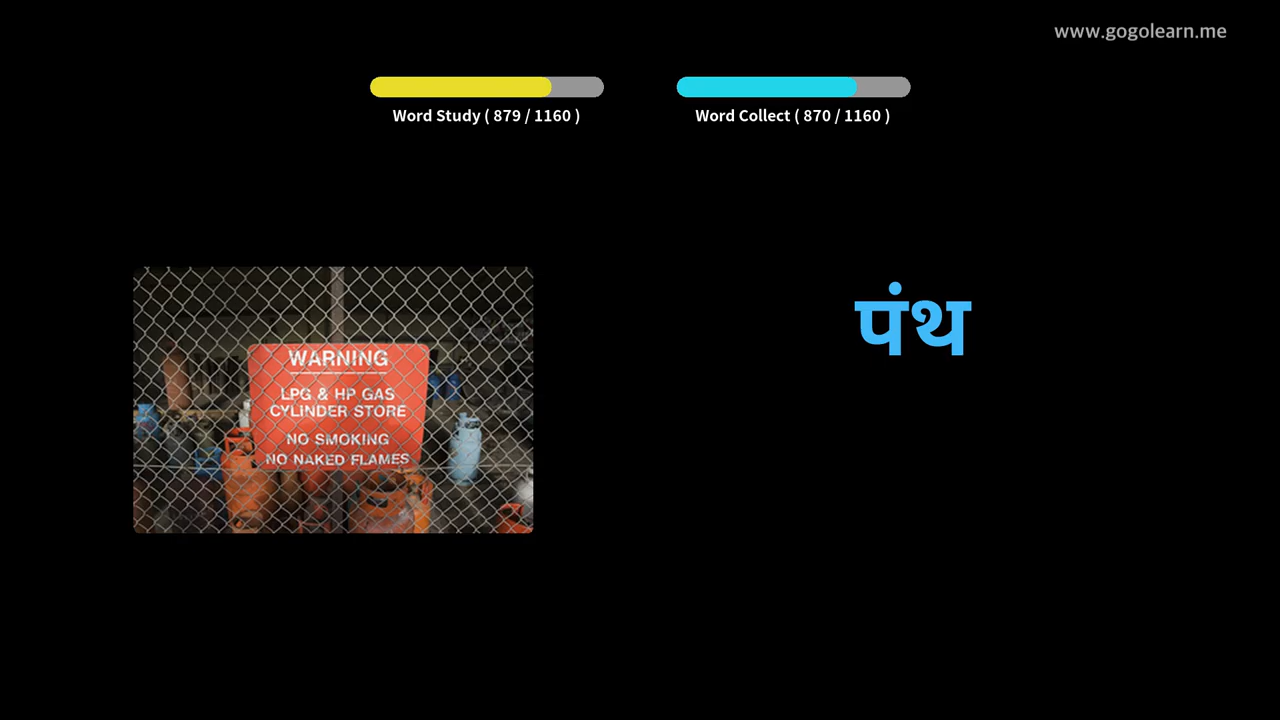 www.gogolearn.me
Word Study ( 879 / 1160 )
Word Collect ( 870 / 1160 )
WARNING
LPG & HP GAS
CYLINDER STORE
NO SMOKING
NO NAKED FLAMES
पंथ